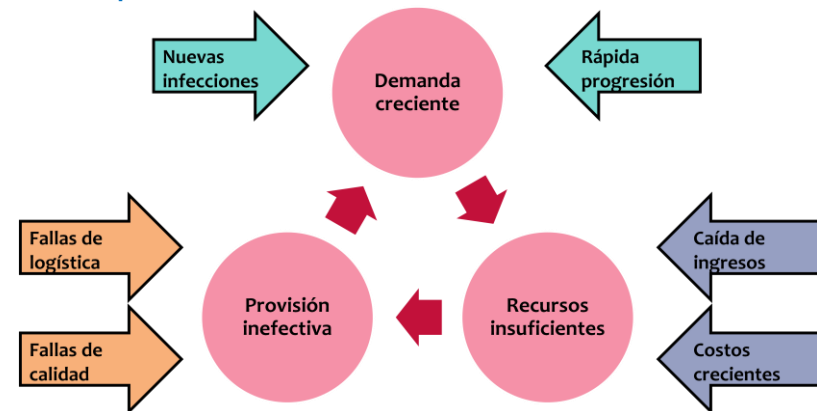 Nuevas
infecciones
Demanda
creciente
Rápida
progresión
Fallas de
logística
Caída de
ingresos
Provisión
inefectiva
Recursos
insuficientes
Fallas de
calidad
Costos
crecientes